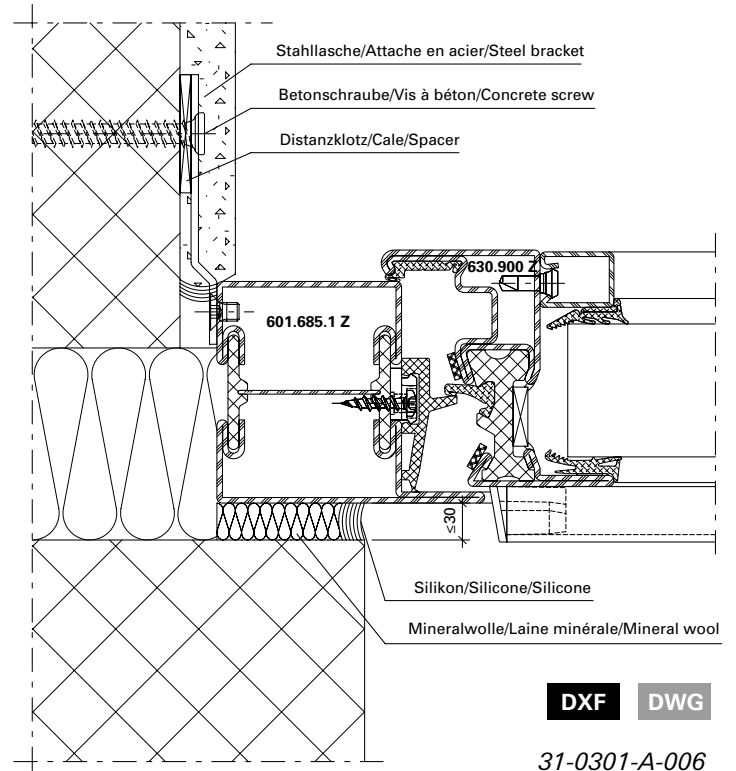 Stahllasche/Attache en acier/Steel bracket
Betonschraube/Vis à béton/Concrete screw
Distanzklotz/Cale/Spacer
630.900 Z
601.685.1 Z
≤30
Silikon/Silicone/Silicone
Mineralwolle/Laine minérale/Mineral wool
DXF DWG
31-0301-A-006